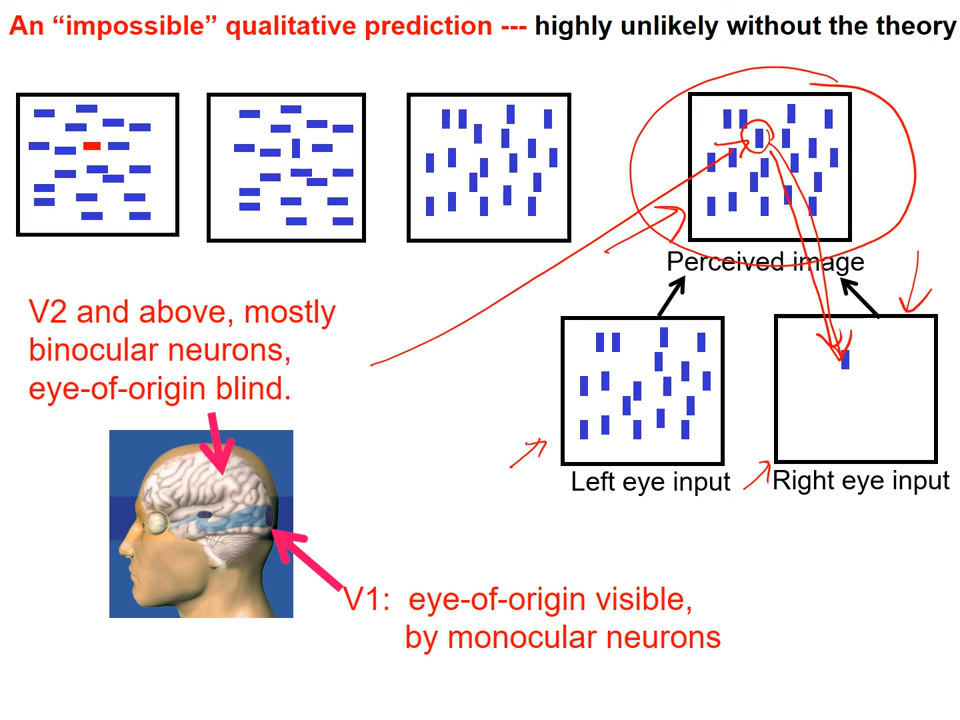 An “impossible” qualitative prediction --- highly unlikely without the theory
Perceived image
V2 and above, mostly
binocular neurons,
eye-of-origin blind.
Left eye input
Right eye input
V1:  eye-of-origin visible,
by monocular neurons